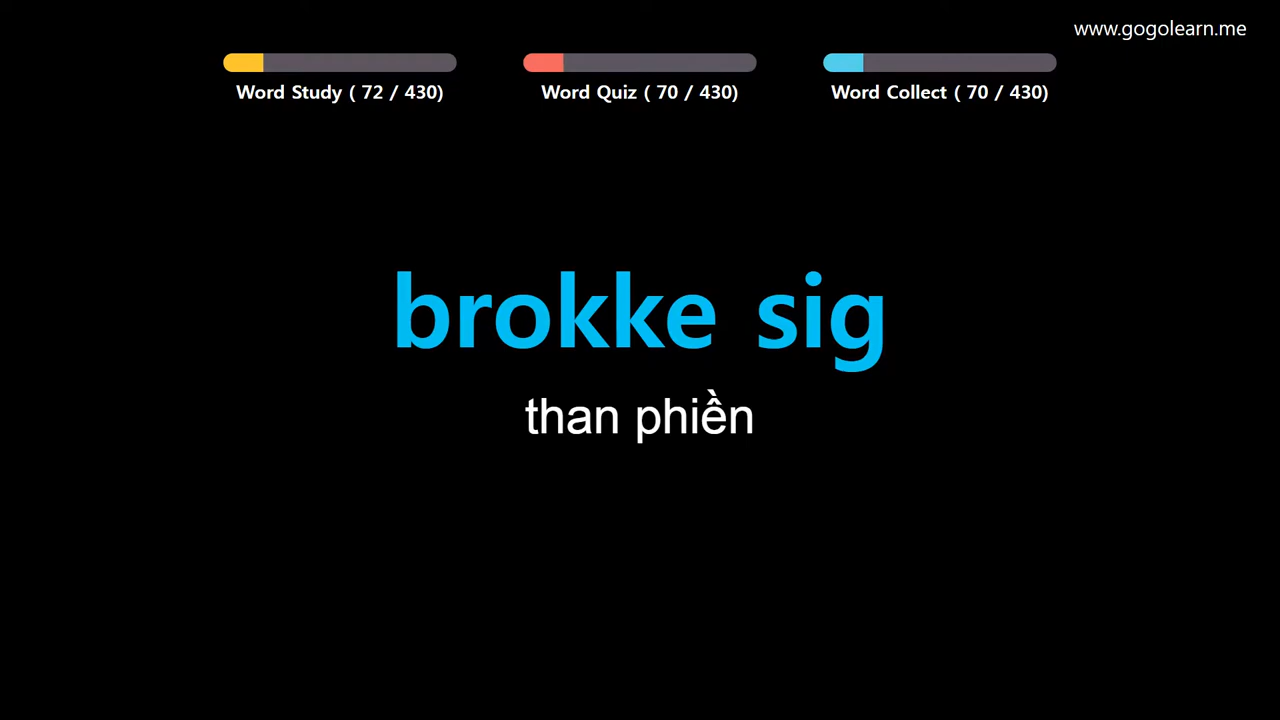 www.gogolearn.me
Word Study ( 72 / 430)
Word Quiz ( 70 / 430)
Word Collect ( 70 / 430)
brokke sig
than phiền